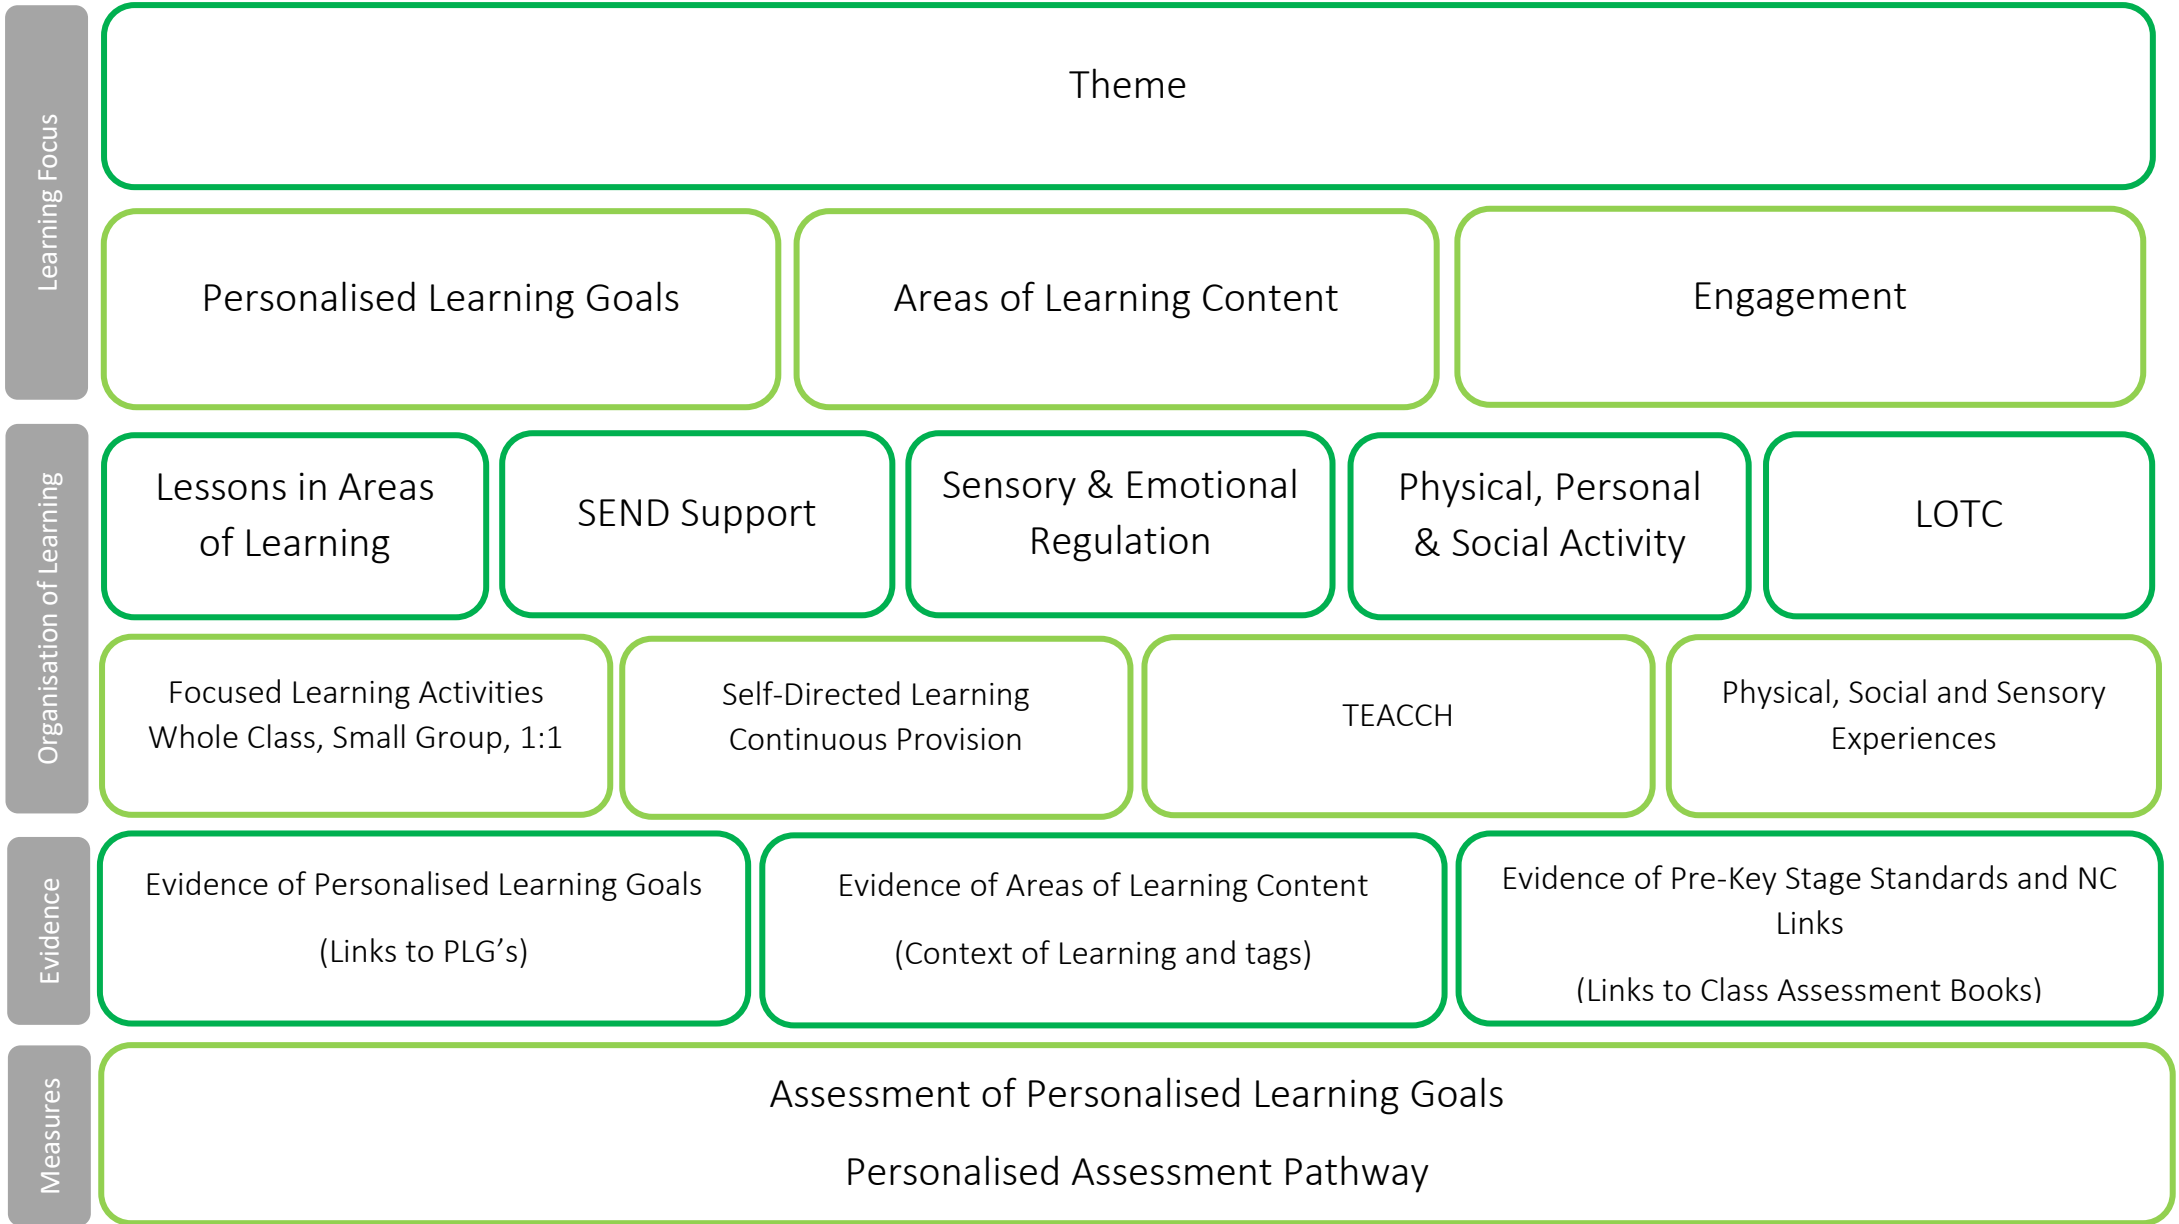 Learning Focus
Theme
Personalised Learning Goals
Areas of Learning Content
Engagement
Organisation of Learning
Lessons in Areas
of Learning
SEND Support
Sensory & Emotional
Regulation
Physical, Personal
& Social Activity
LOTC
Focused Learning Activities
Whole Class, Small Group, 1:1
Self-Directed Learning
Continuous Provision
TEACCH
Physical, Social and Sensory
Experiences
Evidence
Evidence of Personalised Learning Goals
(Links to PLG’s)
Evidence of Areas of Learning Content
(Context of Learning and tags)
Evidence of Pre-Key Stage Standards and NC
Links
(Links to Class Assessment Books)
Measures
Assessment of Personalised Learning Goals
Personalised Assessment Pathway